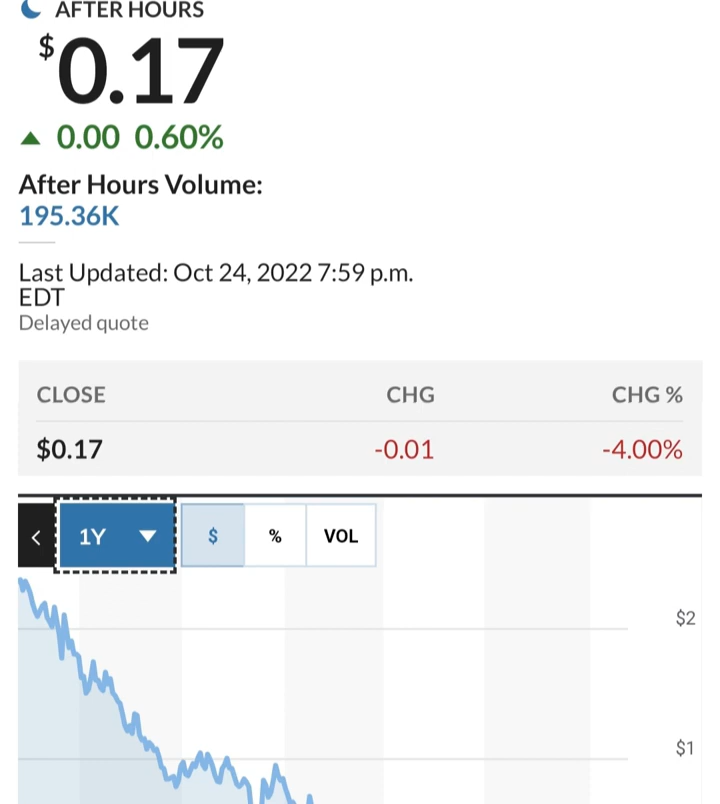 AFTER HOURS
$0.17
0.00 0.60%
After Hours Volume:
195.36K
Last Updated: Oct 24, 2022 7:59 p.m.
EDT
Delayed quote
CLOSE CHG CHG %
$0.17 -0.01 -4.00%
1Y $ % VOL
$2
$1